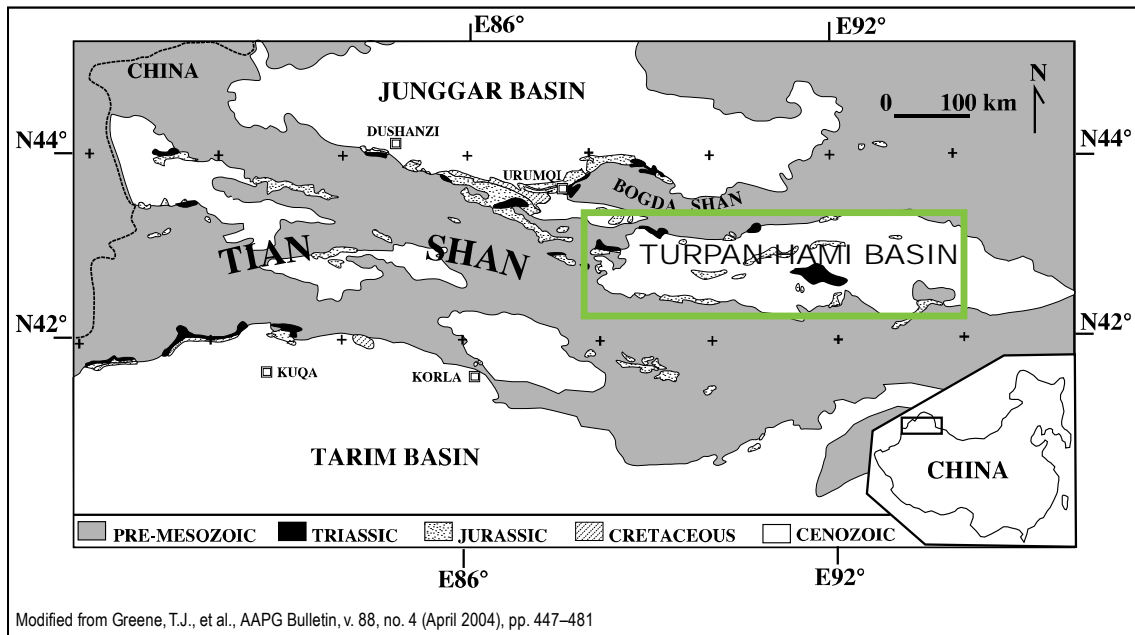 E86°
E92°
CHINA
JUNGGAR BASIN
N
0 100 km
DUSHANZI
N44°
N44°
URUMQI
BOGDA SHAN
TIAN SHAN
TURPAN-HAMI BASIN
N42°
N42°
KUQA
KORLA
TARIM BASIN
CHINA
PRE-MESOZOIC TRIASSIC JURASSIC CRETACEOUS CENOZOIC
E86°
E92°
Modified from Greene, T.J., et al., AAPG Bulletin, v. 88, no. 4 (April 2004), pp. 447–481